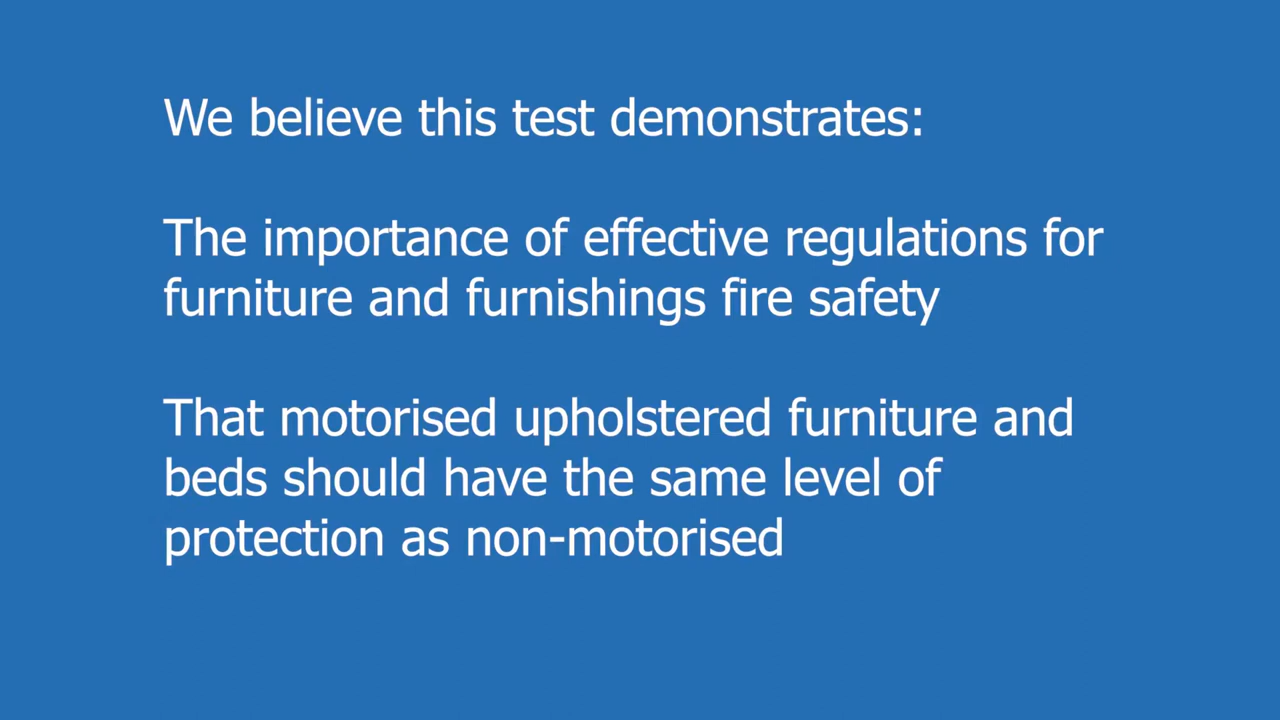 We believe this test demonstrates:
The importance of effective regulations for
furniture and furnishings fire safety
That motorised upholstered furniture and
beds should have the same level of
protection as non-motorised